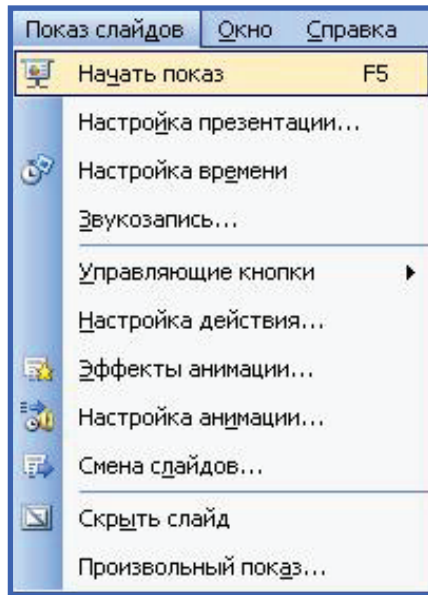 Показ слайдов Окно Справка
Начать показ F5
Настройка презентации...
Настройка времени
Звукозапись...
Управляющие кнопки
Настройка действия...
Эффекты анимации...
Настройка анимации...
Смена слайдов...
Скрыть слайд
Произвольный показ...